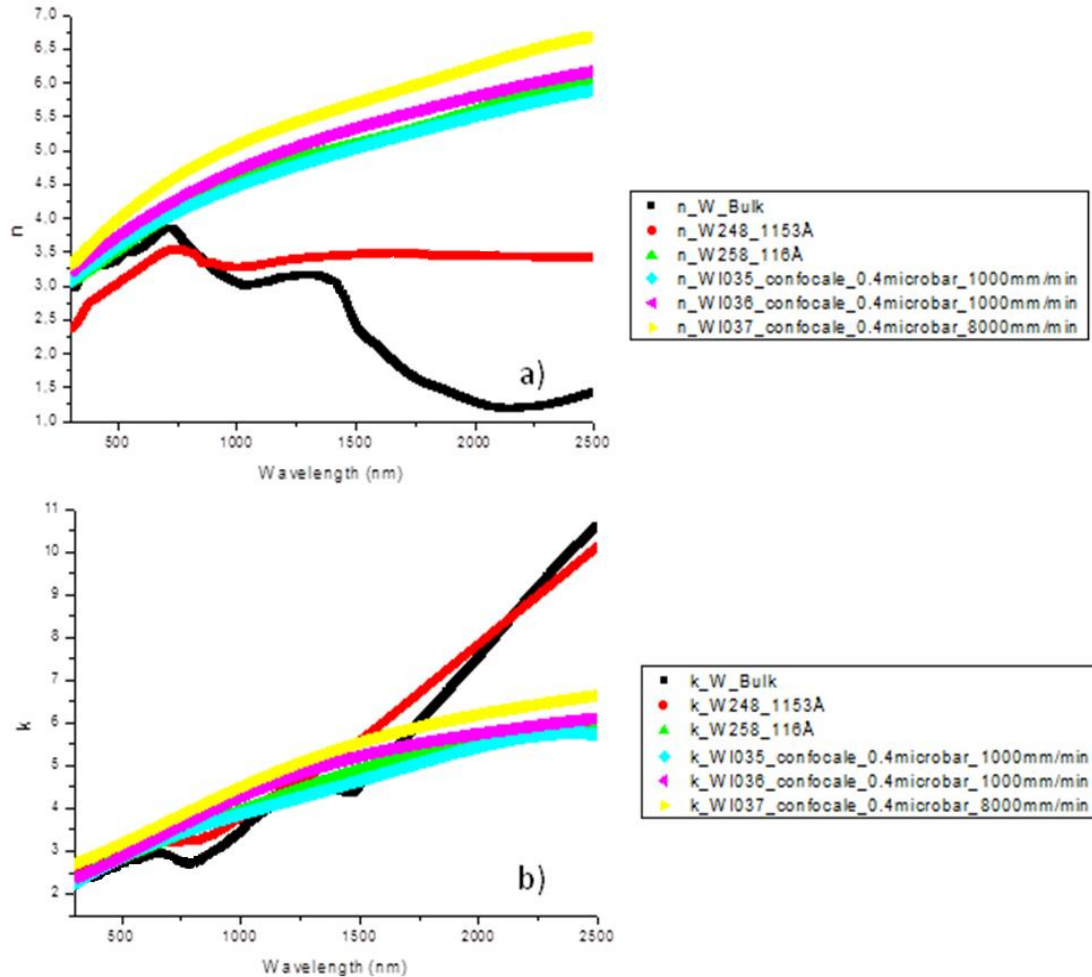 7.0
6.5
6.0
5.5
5.0
4.5
4.0
3.5
3.0
2.5
2.0
1.5
1.0
n
a)
500 1000 1500 2000 2500
Wavelength (nm)
n_W_Bulk
n_W248_1153Å
n_W258_116Å
n_WI035_confocale_0.4microbar_1000mm/min
n_WI036_confocale_0.4microbar_1000mm/min
n_WI037_confocale_0.4microbar_8000mm/min
11
10
9
8
7
6
5
4
3
2
k
b)
500 1000 1500 2000 2500
Wavelength (nm)
k_W_Bulk
k_W248_1153Å
k_W258_116Å
k_WI035_confocale_0.4microbar_1000mm/min
k_WI036_confocale_0.4microbar_1000mm/min
k_WI037_confocale_0.4microbar_8000mm/min